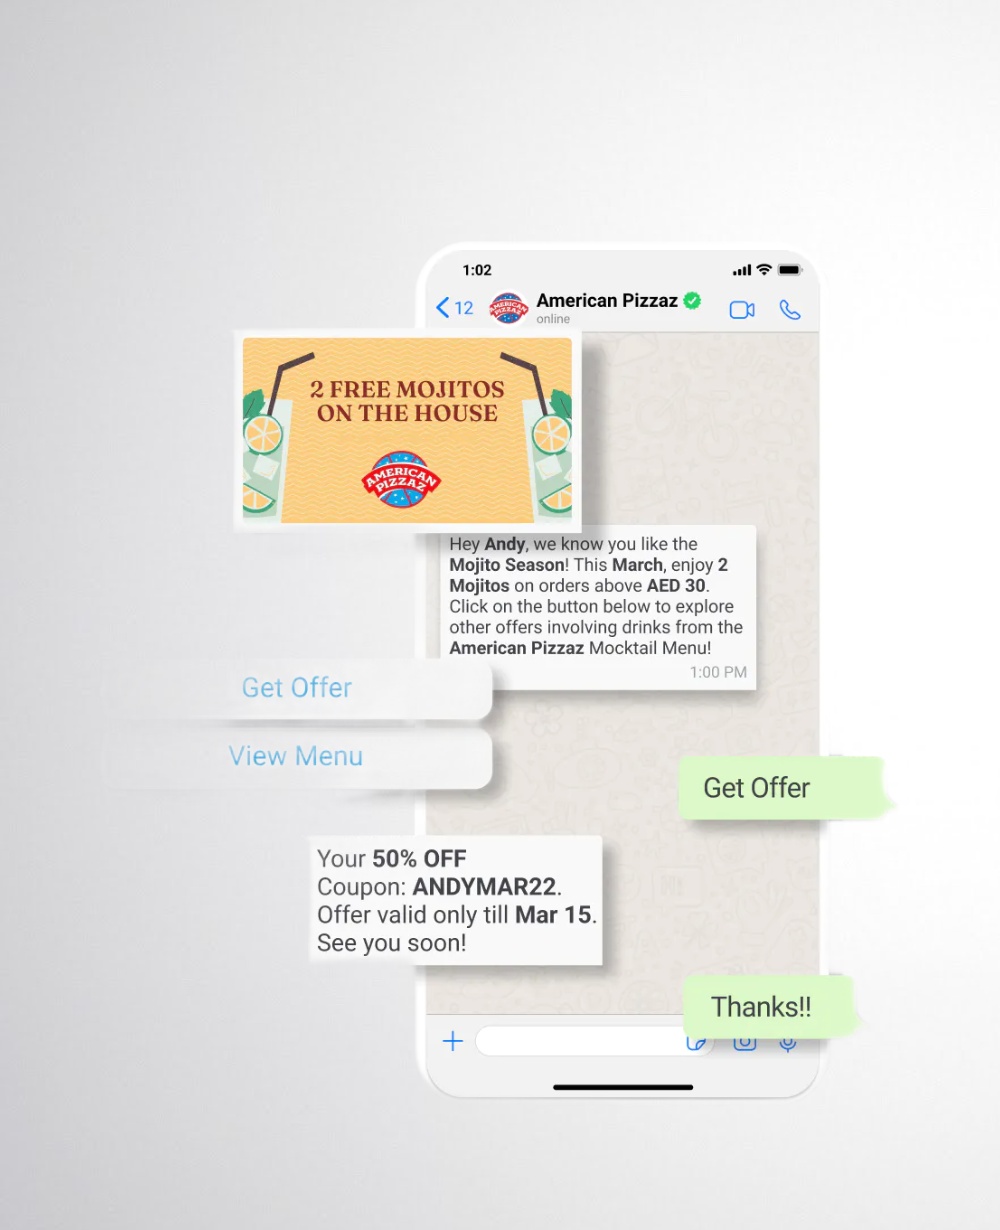 1:02
12
American Pizzaz
online
2 FREE MOJITOS
ON THE HOUSE
AMERICAN
PIZZAZ
Hey Andy, we know you like the
Mojito Season! This March, enjoy 2
Mojitos on orders above AED 30.
Click on the button below to explore
other offers involving drinks from the
American Pizzaz Mocktail Menu!
1:00 PM
Get Offer
View Menu
Get Offer
Your 50% OFF
Coupon: ANDYMAR22.
Offer valid only till Mar 15.
See you soon!
Thanks!!